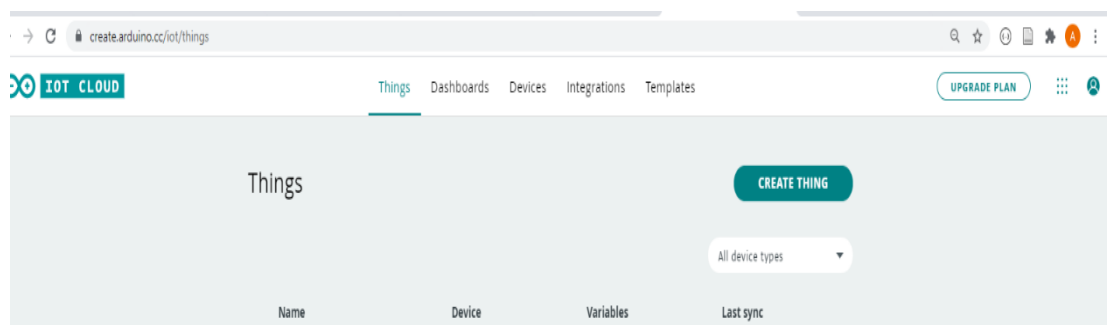 create.arduino.cc/iot/things
IOT CLOUD Things Dashboards Devices Integrations Templates UPGRADE PLAN
Things CREATE THING
All device types
Name Device Variables Last sync